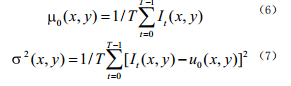 μ₀(x, y) = 1/T∑_{t=0}^{T−1} I_t(x, y) (6)
σ²(x, y) = 1/T∑_{t=0}^{T−1} [I_t(x, y) − u₀(x, y)]² (7)